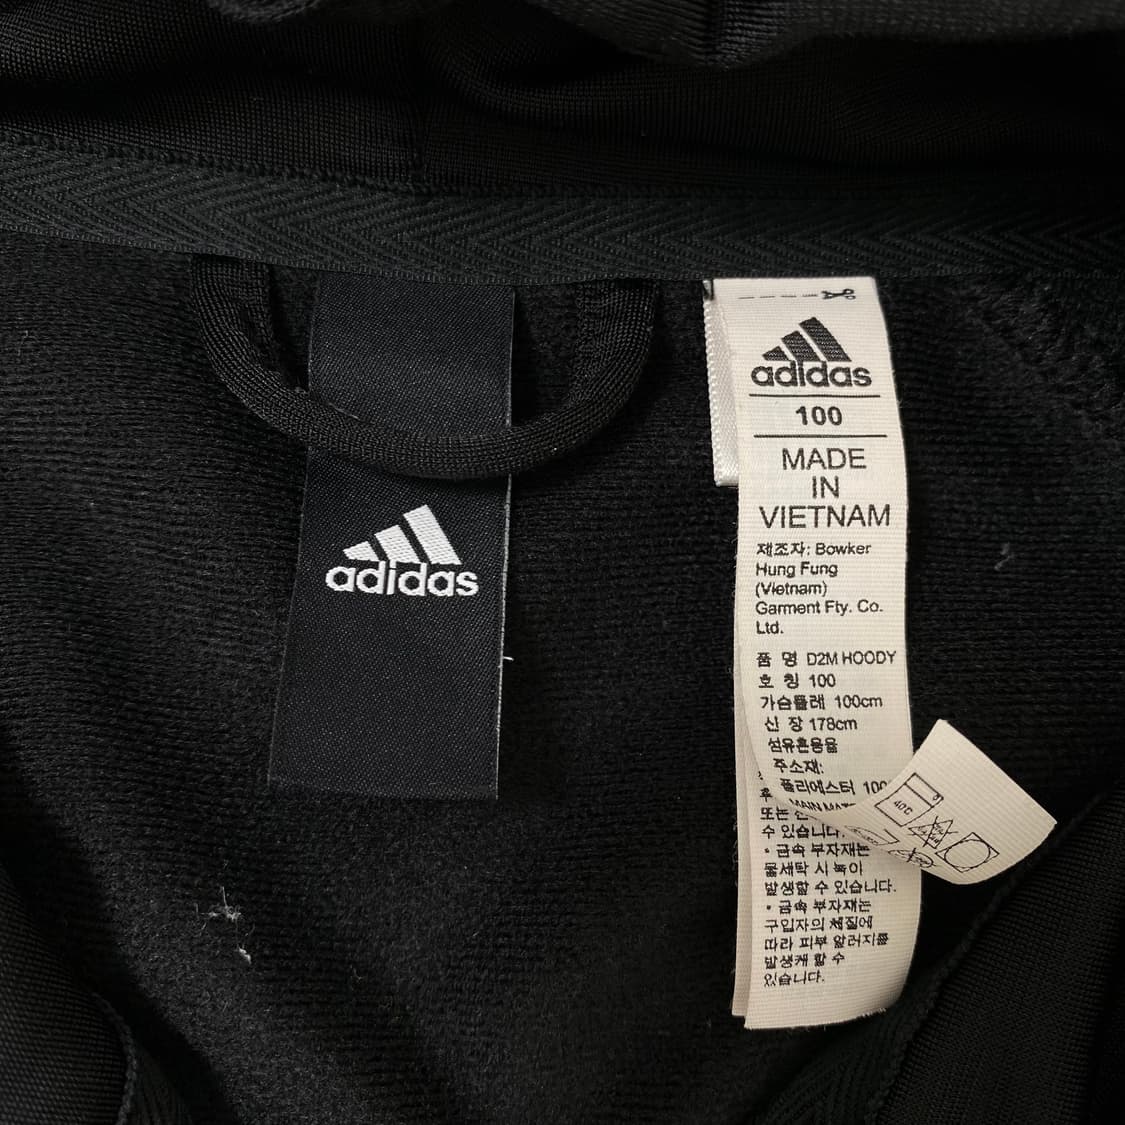 adidas
adidas
100
MADE
IN
VIETNAM
제조자: Bowker
Hung Fung
(Vietnam)
Garment Fty. Co.
Ltd.
품 명 D2M HOODY
호 칭 100
가슴둘레 100cm
신 장 178cm
섬유혼용율
주소재:
폴리에스터 100
MAIN
40C
또는
수 있습니다.
• 금속 부자재는
물세탁 시 녹이
발생할 수 있습니다.
• 금속 부자재는
구입자의 체질에
따라 피부 알러지를
발생케 할 수
있습니다.